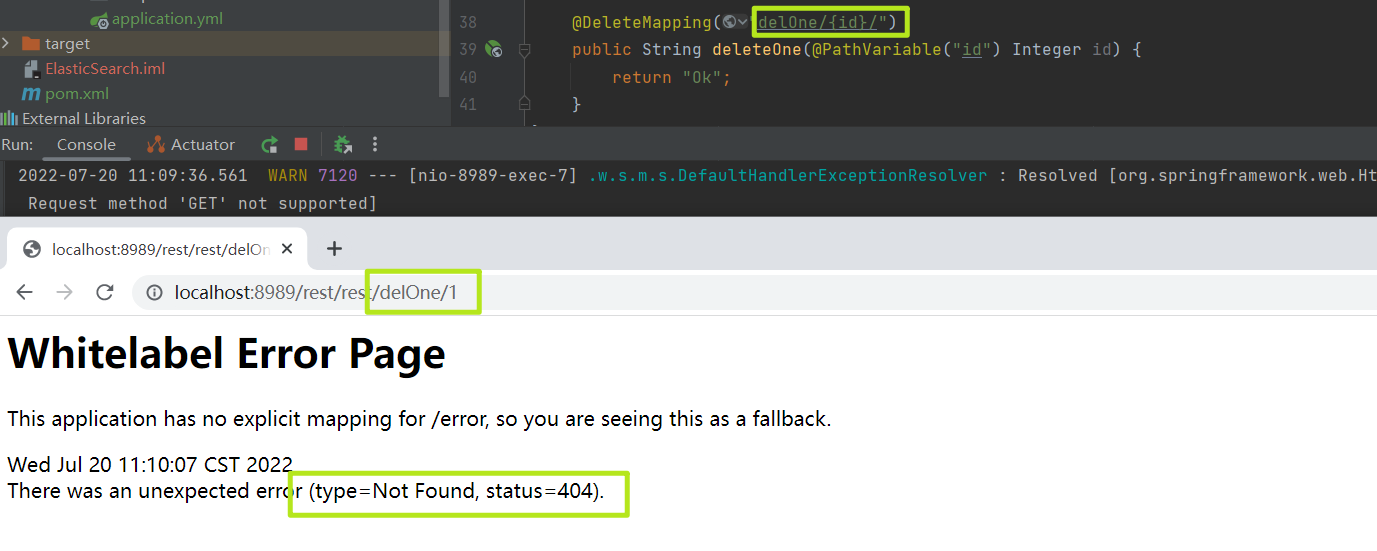 application.yml
target
ElasticSearch.iml
pom.xml
External Libraries
38 @DeleteMapping("delOne/{id}/")
39 public String deleteOne(@PathVariable("id") Integer id) {
40 return "Ok";
41 }
Run: Console Actuator
2022-07-20 11:09:36.561 WARN 7120 --- [nio-8989-exec-7] .w.s.m.s.DefaultHandlerExceptionResolver : Resolved [org.springframework.web.Ht
Request method 'GET' not supported]
localhost:8989/rest/rest/delOn
localhost:8989/rest/rest/delOne/1
Whitelabel Error Page
This application has no explicit mapping for /error, so you are seeing this as a fallback.
Wed Jul 20 11:10:07 CST 2022
There was an unexpected error (type=Not Found, status=404).